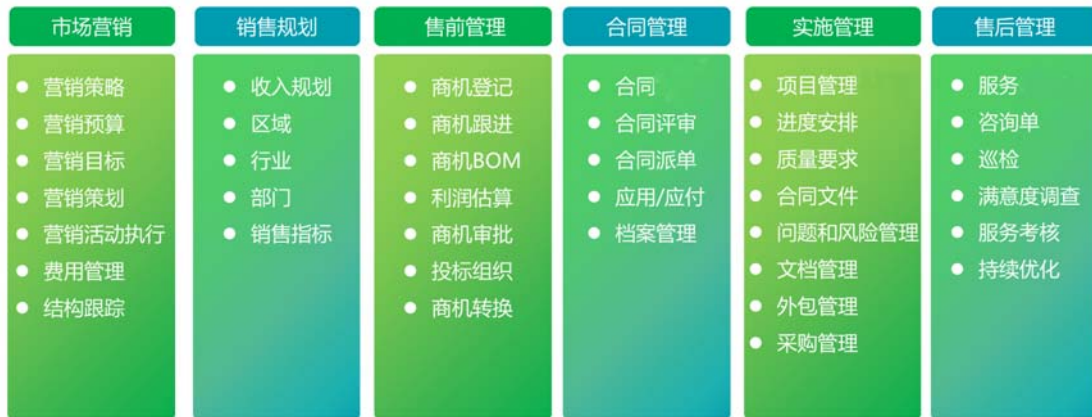 市场营销
营销策略
营销预算
营销目标
营销策划
营销活动执行
费用管理
结构跟踪
销售规划
收入规划
区域
行业
部门
销售指标
售前管理
商机登记
商机跟进
商机BOM
利润估算
商机审批
投标组织
商机转换
合同管理
合同
合同评审
合同派单
应用/应付
档案管理
实施管理
项目管理
进度安排
质量要求
合同文件
问题和风险管理
文档管理
外包管理
采购管理
售后管理
服务
咨询单
巡检
满意度调查
服务考核
持续优化